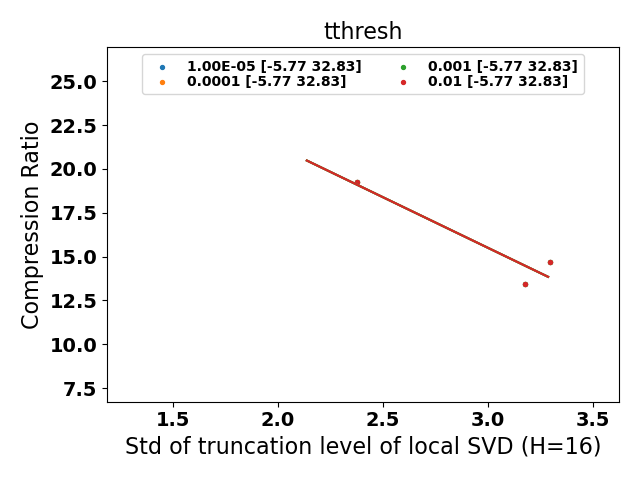 tthresh
1.00E-05 [-5.77 32.83]
0.0001 [-5.77 32.83]
0.001 [-5.77 32.83]
0.01 [-5.77 32.83]
Compression Ratio
25.0
22.5
20.0
17.5
15.0
12.5
10.0
7.5
1.5 2.0 2.5 3.0 3.5
Std of truncation level of local SVD (H=16)